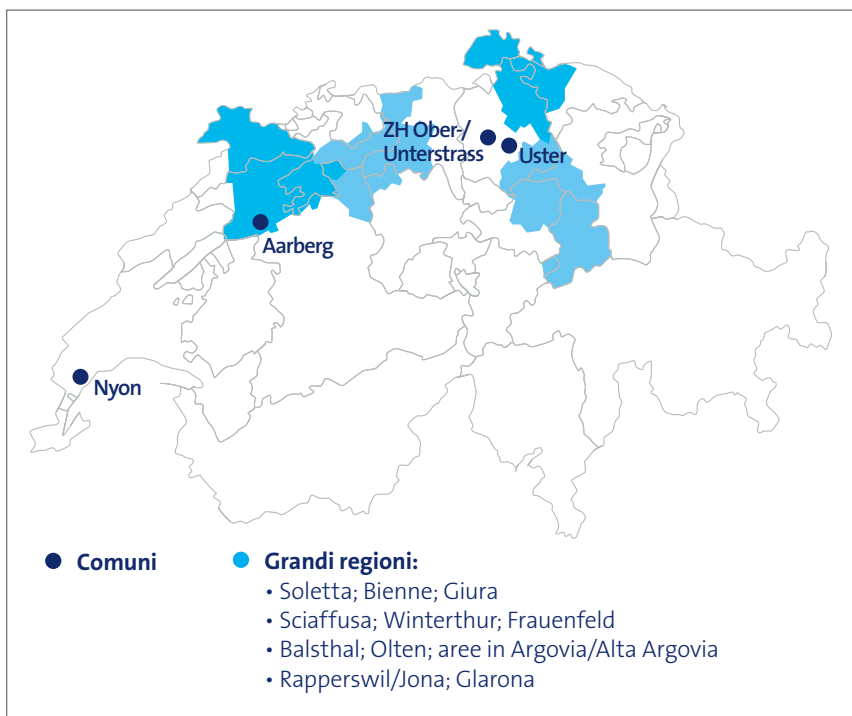 ZH Ober-/
Unterstrass
Uster
Aarberg
Nyon
Comuni
Grandi regioni:
• Soletta; Bienne; Giura
• Sciaffusa; Winterthur; Frauenfeld
• Balsthal; Olten; aree in Argovia/Alta Argovia
• Rapperswil/Jona; Glarona